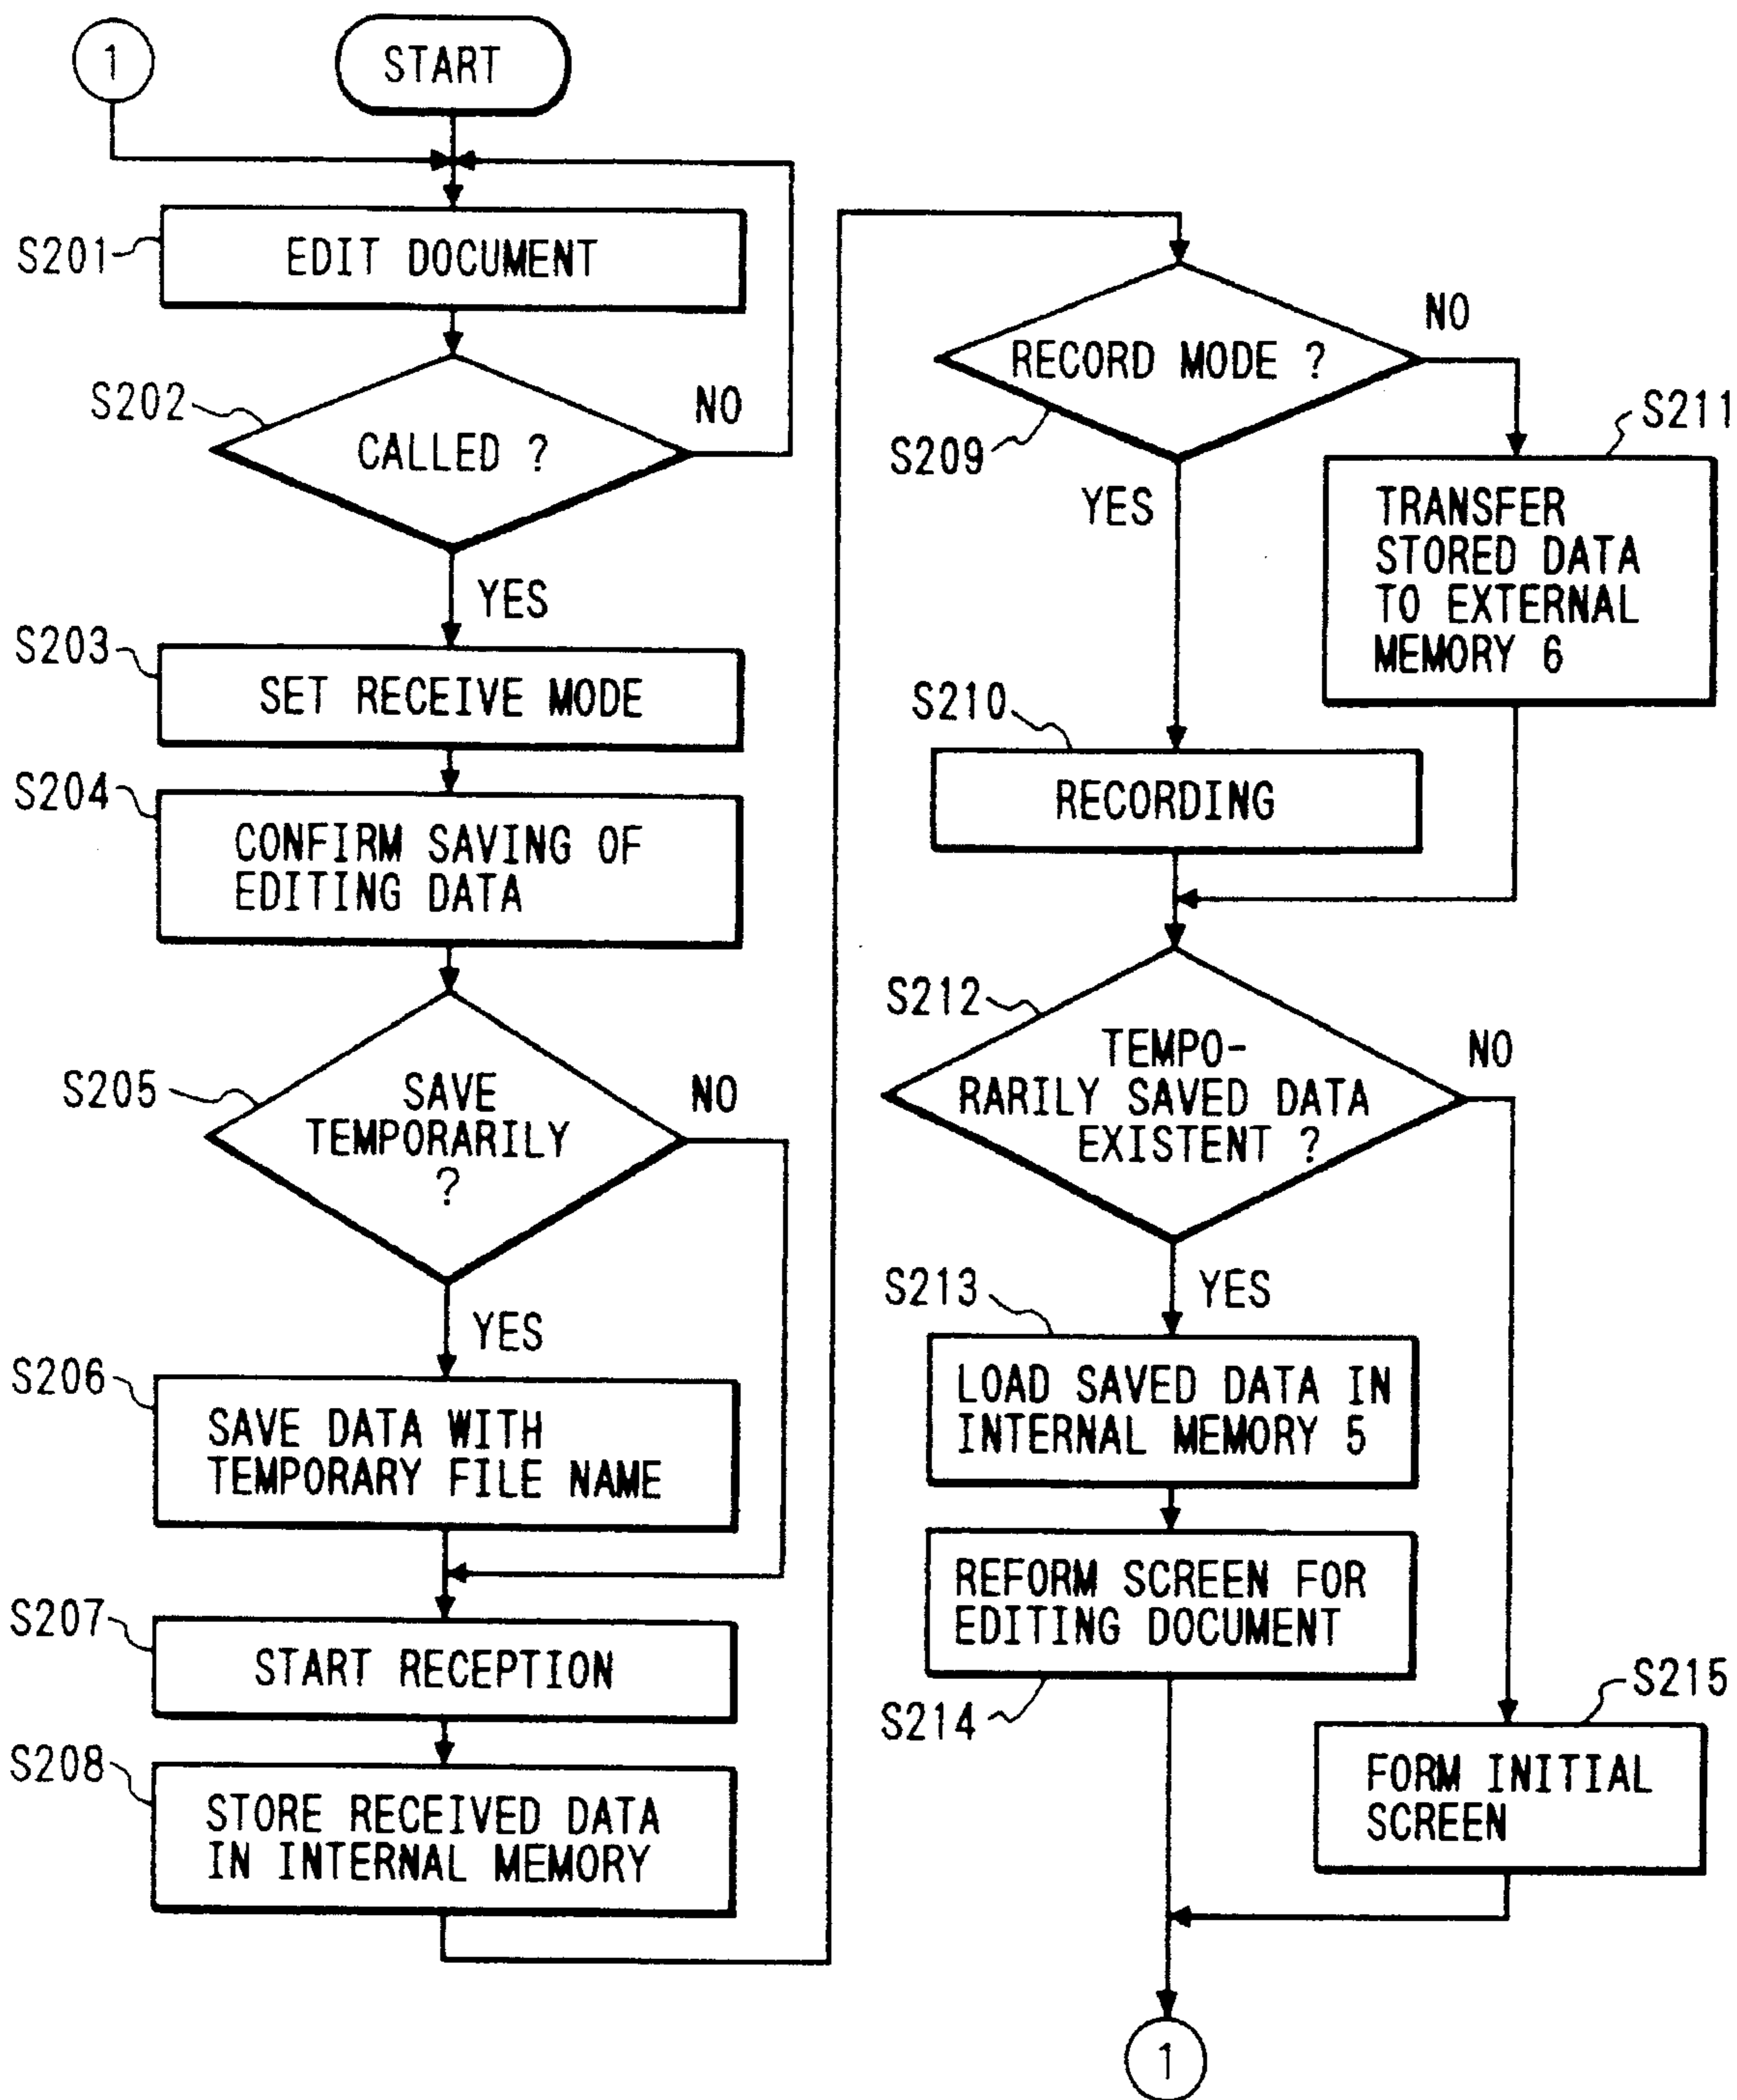 1
START
S201
EDIT DOCUMENT
S202
CALLED ?
NO
YES
S203
SET RECEIVE MODE
S204
CONFIRM SAVING OF
EDITING DATA
S205
SAVE
TEMPORARILY
?
NO
YES
S206
SAVE DATA WITH
TEMPORARY FILE NAME
S207
START RECEPTION
S208
STORE RECEIVED DATA
IN INTERNAL MEMORY
RECORD MODE ?
NO
S209
YES
S211
TRANSFER
STORED DATA
TO EXTERNAL
MEMORY 6
S210
RECORDING
S212
TEMPO-
RARILY SAVED DATA
EXISTENT ?
NO
YES
S213
LOAD SAVED DATA IN
INTERNAL MEMORY 5
REFORM SCREEN FOR
EDITING DOCUMENT
S214
S215
FORM INITIAL
SCREEN
1